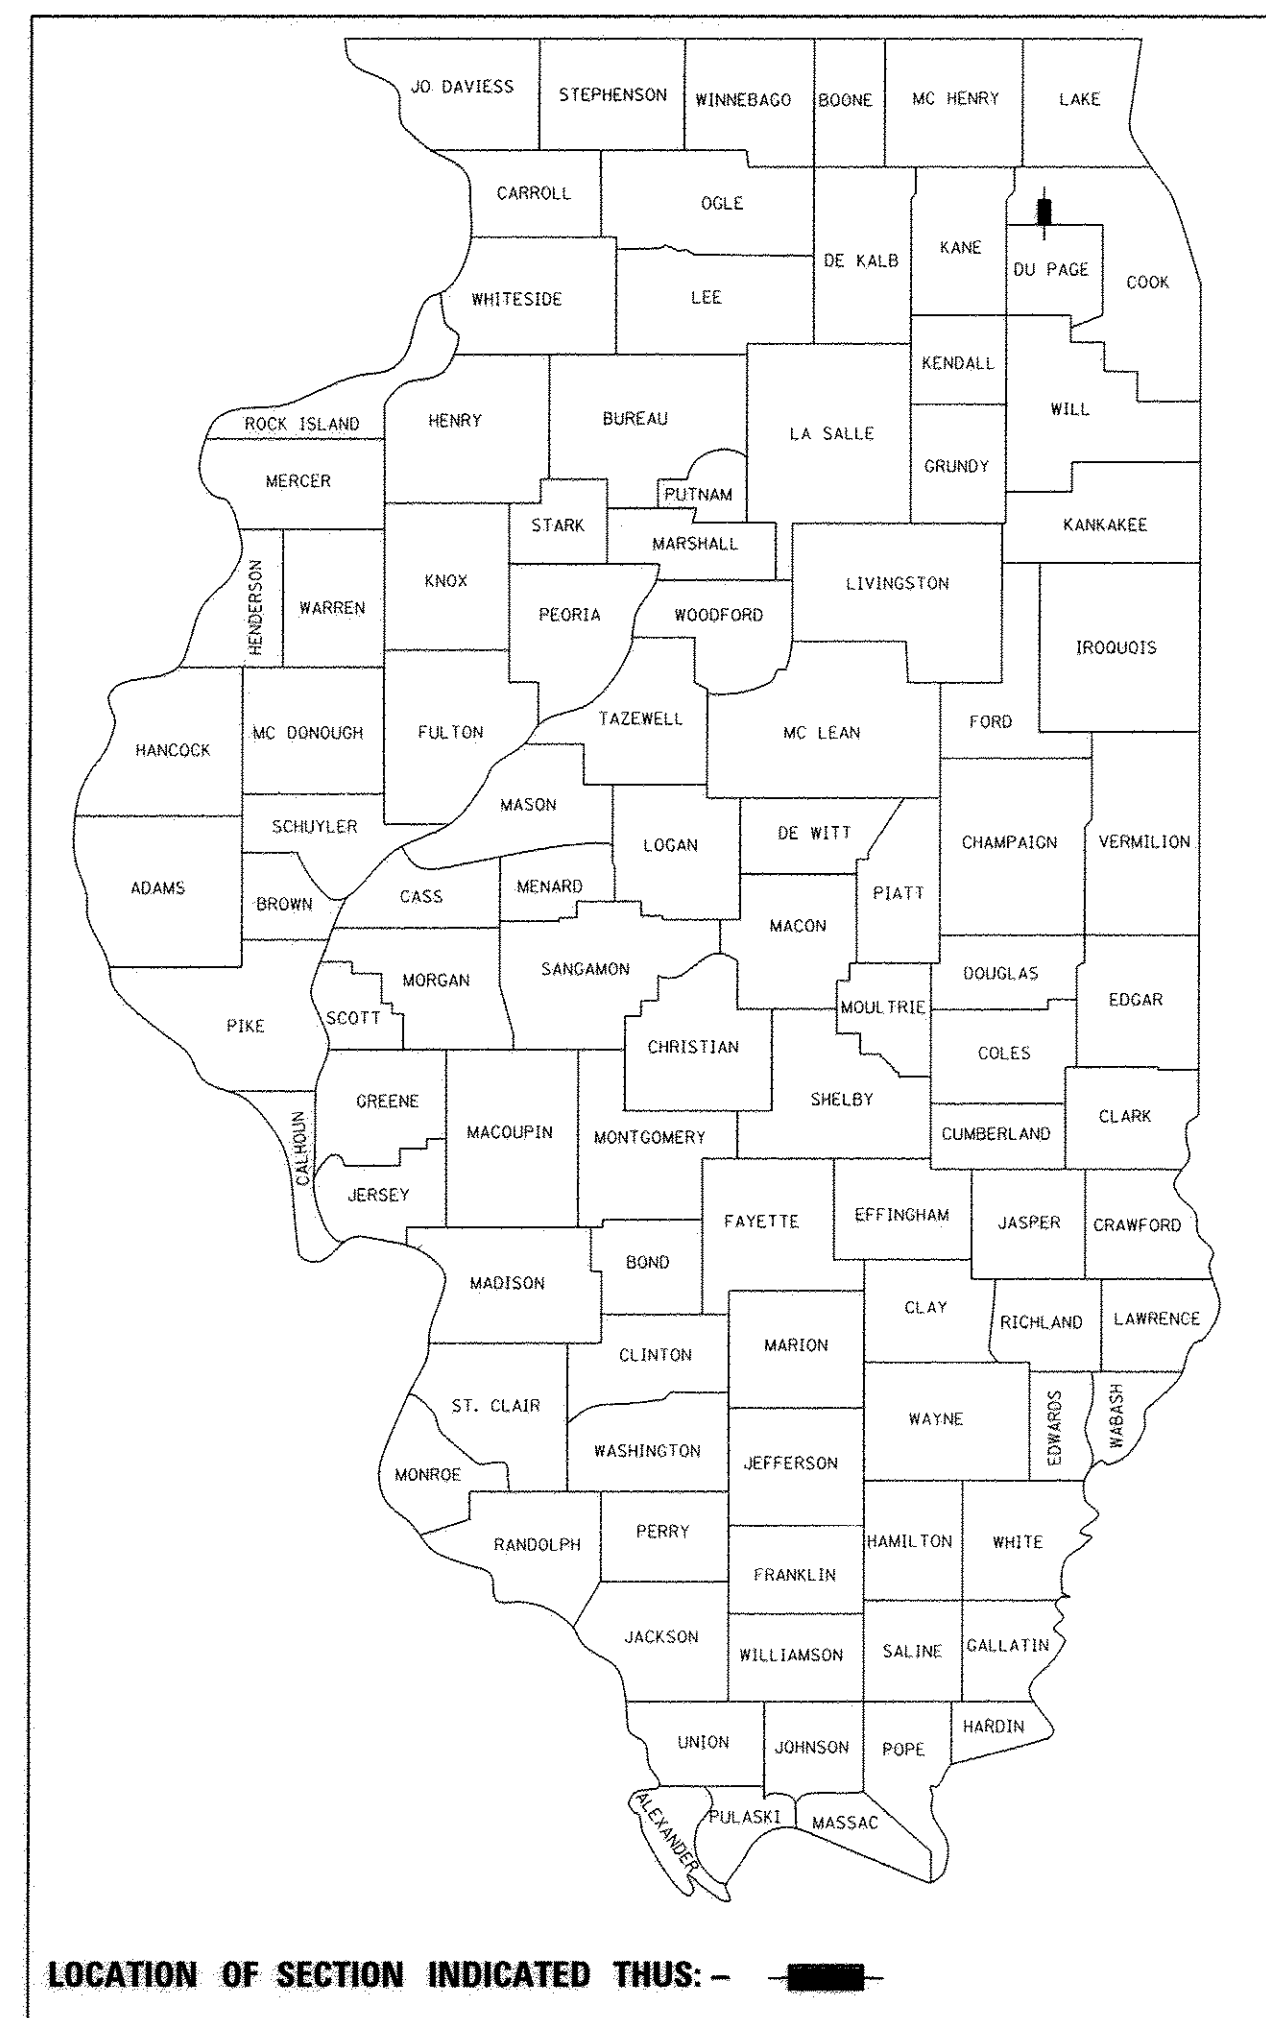 JO DAVIESS
STEPHENSON
WINNEBAGO
BOONE
MC HENRY
LAKE
CARROLL
OGLE
DE KALB
KANE
DU PAGE
COOK
WHITESIDE
LEE
KENDALL
ROCK ISLAND
HENRY
BUREAU
LA SALLE
WILL
MERCER
GRUNDY
PUTNAM
STARK
MARSHALL
KANKAKEE
HENDERSON
WARREN
KNOX
PEORIA
WOODFORD
LIVINGSTON
IROQUOIS
HANCOCK
MC DONOUGH
FULTON
TAZEWELL
MC LEAN
FORD
MASON
SCHUYLER
LOGAN
DE WITT
CHAMPAIGN
VERMILION
ADAMS
BROWN
CASS
MENARD
PIATT
MACON
MORGAN
SANGAMON
DOUGLAS
EDGAR
PIKE
SCOTT
CHRISTIAN
MOULTRIE
COLES
SHELBY
GREENE
CALHOUN
MACOUPIN
MONTGOMERY
CUMBERLAND
CLARK
JERSEY
FAYETTE
EFFINGHAM
JASPER
CRAWFORD
MADISON
BOND
CLAY
RICHLAND
LAWRENCE
CLINTON
MARION
ST. CLAIR
WAYNE
EDWARDS
WABASH
MONROE
WASHINGTON
JEFFERSON
RANDOLPH
PERRY
HAMILTON
WHITE
FRANKLIN
JACKSON
WILLIAMSON
SALINE
GALLATIN
UNION
JOHNSON
POPE
HARDIN
ALEXANDER
PULASKI
MASSAC
LOCATION OF SECTION INDICATED THUS: –